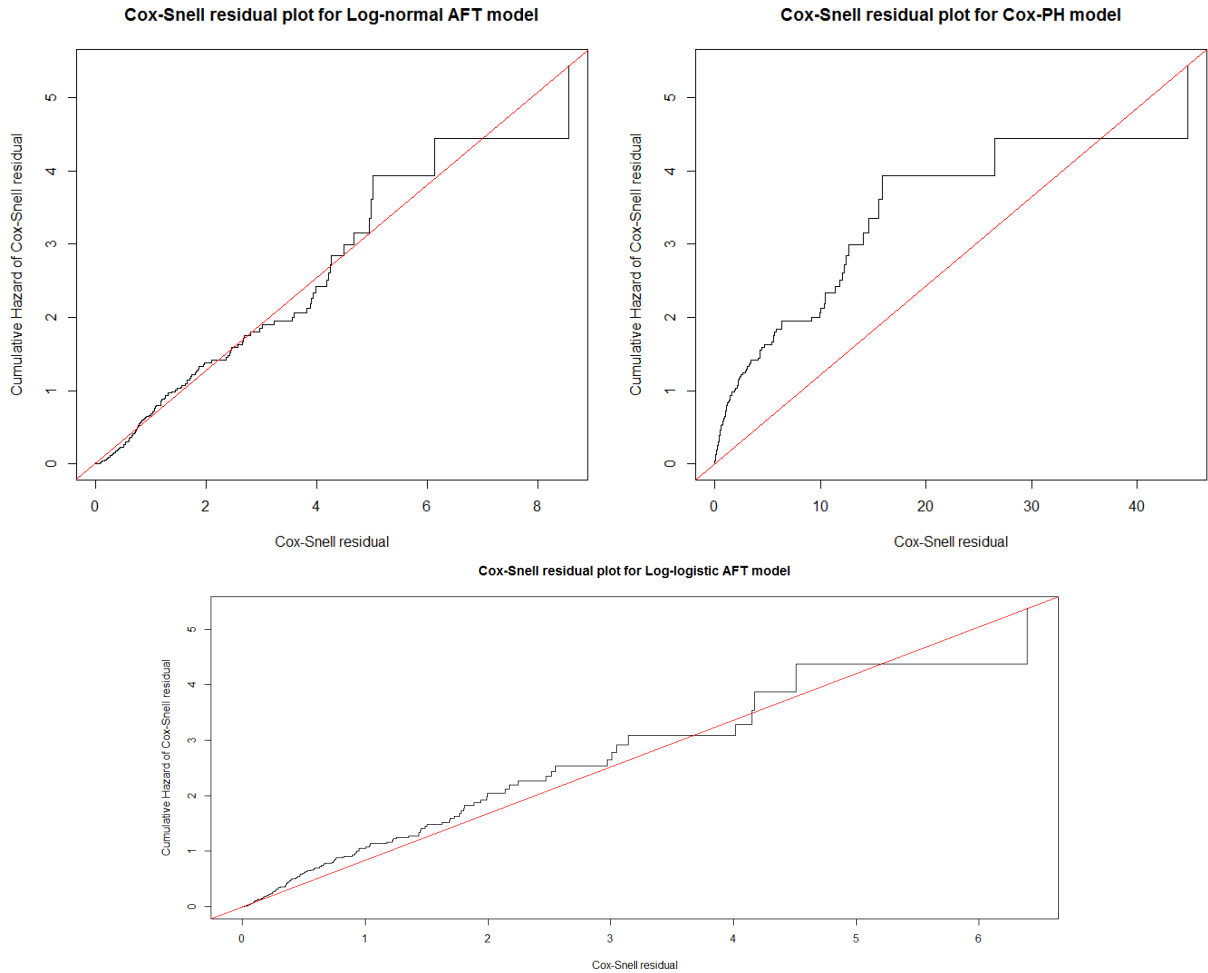 Cox-Snell residual plot for Log-normal AFT model
Cumulative Hazard of Cox-Snell residual
5
4
3
2
1
0
0 2 4 6 8
Cox-Snell residual
Cox-Snell residual plot for Cox-PH model
Cumulative Hazard of Cox-Snell residual
5
4
3
2
1
0
0 10 20 30 40
Cox-Snell residual
Cox-Snell residual plot for Log-logistic AFT model
Cumulative Hazard of Cox-Snell residual
5
4
3
2
1
0
0 1 2 3 4 5 6
Cox-Snell residual